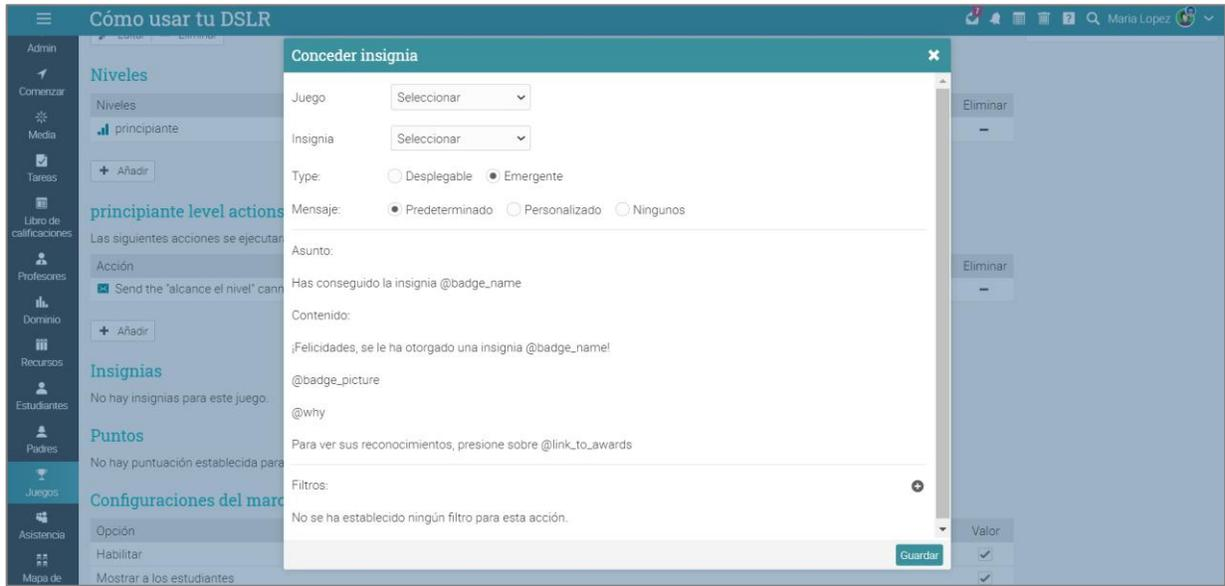 Cómo usar tu DSLR
7
? Maria Lopez
Admin
Comenzar
Media
Tareas
Libro de
calificaciones
Profesores
Dominio
Recursos
Estudiantes
Padres
Juegos
Asistencia
Mapa de
Editar Eliminar
Niveles
Niveles Eliminar
principiante
+ Añadir
principiante level actions
Las siguientes acciones se ejecutar
Acción Eliminar
Send the "alcance el nivel" cann
+ Añadir
Insignias
No hay insignias para este juego.
Puntos
No hay puntuación establecida para
Configuraciones del marc
Opción Valor
Habilitar
Mostrar a los estudiantes
Conceder insignia
Juego Seleccionar
Insignia Seleccionar
Type: Desplegable Emergente
Mensaje: Predeterminado Personalizado Ningunos
Asunto:
Has conseguido la insignia @badge_name
Contenido:
¡Felicidades, se le ha otorgado una insignia @badge_name!
@badge_picture
@why
Para ver sus reconocimientos, presione sobre @link_to_awards
Filtros:
No se ha establecido ningún filtro para esta acción.
Guardar